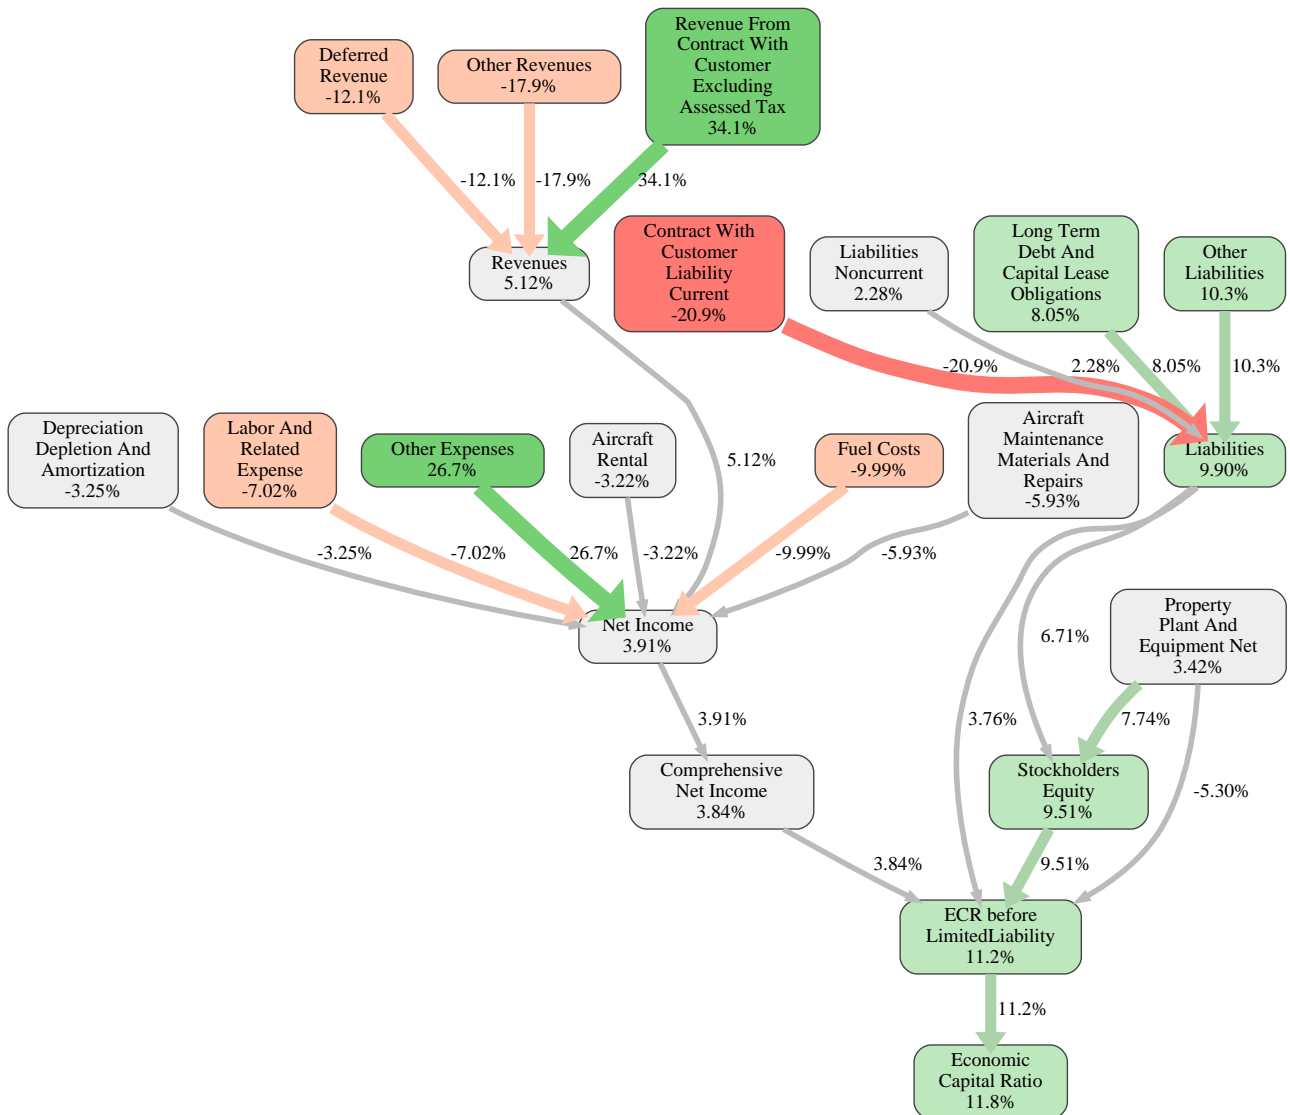 Deferred
Revenue
-12.1%
Other Revenues
-17.9%
Revenue From
Contract With
Customer
Excluding
Assessed Tax
34.1%
-12.1%
-17.9%
34.1%
Revenues
5.12%
Contract With
Customer
Liability
Current
-20.9%
Liabilities
Noncurrent
2.28%
Long Term
Debt And
Capital Lease
Obligations
8.05%
Other
Liabilities
10.3%
-20.9%
2.28%
8.05%
10.3%
Depreciation
Depletion And
Amortization
-3.25%
Labor And
Related
Expense
-7.02%
Other Expenses
26.7%
Aircraft
Rental
-3.22%
5.12%
Fuel Costs
-9.99%
Aircraft
Maintenance
Materials And
Repairs
-5.93%
Liabilities
9.90%
-3.25%
-7.02%
26.7%
-3.22%
-9.99%
-5.93%
Net Income
3.91%
6.71%
Property
Plant And
Equipment Net
3.42%
3.91%
3.76%
7.74%
Comprehensive
Net Income
3.84%
Stockholders
Equity
9.51%
-5.30%
3.84%
9.51%
ECR before
LimitedLiability
11.2%
11.2%
Economic
Capital Ratio
11.8%